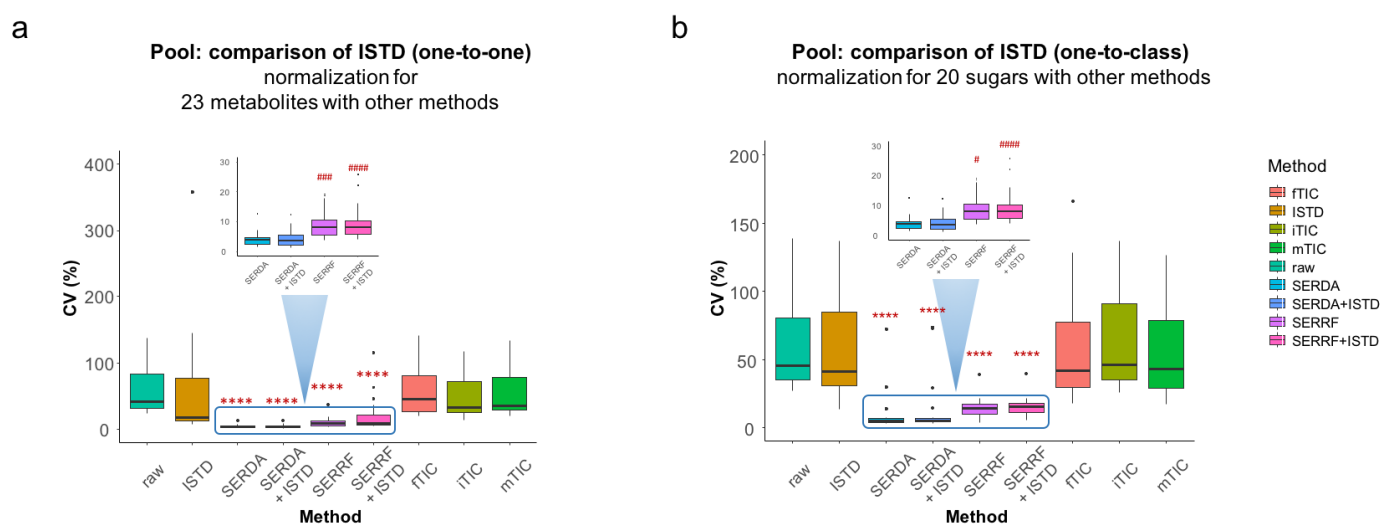 a
Pool: comparison of ISTD (one-to-one)
normalization for
23 metabolites with other methods
CV (%)
400
300
200
100
0
30
20
10
0
###
####
SERDA
SERDA
+ ISTD
SERRF
SERRF
+ ISTD
****
****
****
****
raw
ISTD
SERDA
SERDA
+ ISTD
SERRF
SERRF
+ ISTD
fTIC
iTIC
mTIC
Method
b
Pool: comparison of ISTD (one-to-class)
normalization for 20 sugars with other methods
CV (%)
200
150
100
50
0
30
20
10
0
#
####
SERDA
SERDA
+ ISTD
SERRF
SERRF
+ ISTD
****
****
****
****
raw
ISTD
SERDA
SERDA
+ ISTD
SERRF
SERRF
+ ISTD
fTIC
iTIC
mTIC
Method
Method
fTIC
ISTD
iTIC
mTIC
raw
SERDA
SERDA+ISTD
SERRF
SERRF+ISTD